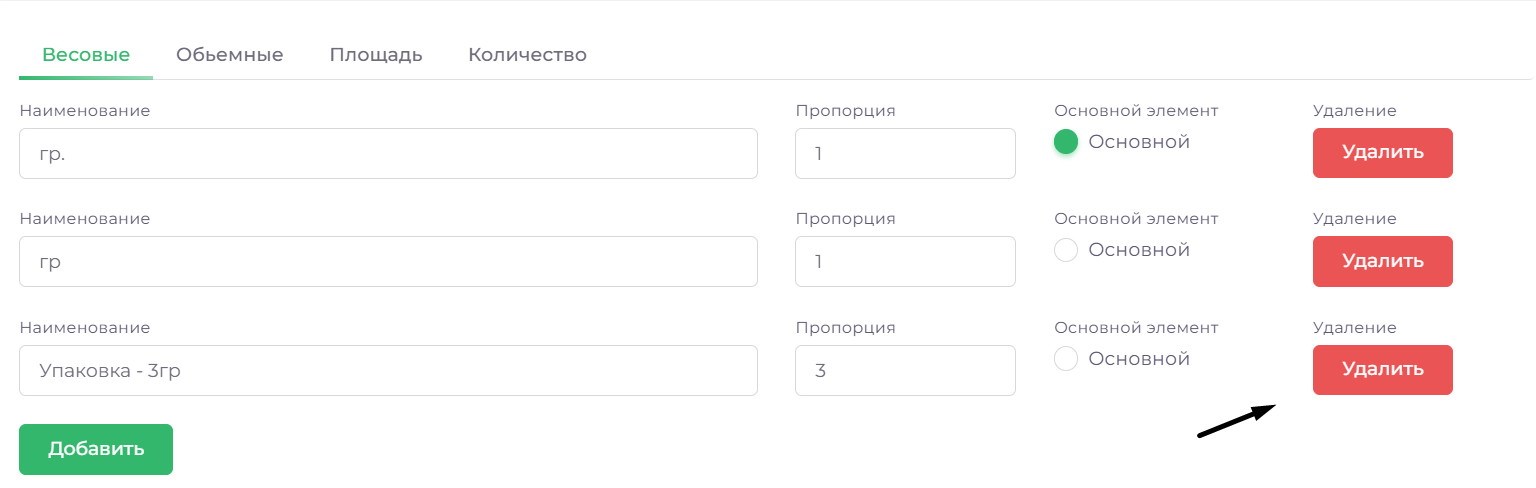 Весовые Обьемные Площадь Количество
Наименование Пропорция Основной элемент Удаление
гр. 1 Основной Удалить
Наименование Пропорция Основной элемент Удаление
гр 1 Основной Удалить
Наименование Пропорция Основной элемент Удаление
Упаковка - 3гр 3 Основной Удалить
Добавить